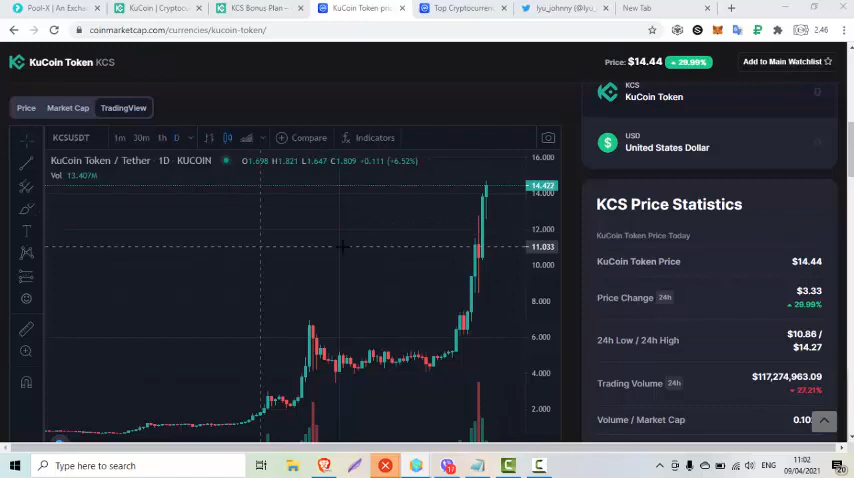 Pool-X | An Exchan
KuCoin | Cryptocurr
KCS Bonus Plan –
KuCoin Token pric
Top Cryptocurrenc
lyu_johnny (@lyu_
New Tab
coinmarketcap.com/currencies/kucoin-token/
2.46
KuCoin Token KCS
Price: $14.44
29.99%
Add to Main Watchlist
Price
Market Cap
TradingView
KCS
KuCoin Token
USD
United States Dollar
KCSUSDT
1m 30m 1h D
Compare
Indicators
KuCoin Token / Tether · 1D · KUCOIN
O1.698 H1.821 L1.647 C1.809 +0.111 (+6.52%)
Vol 13.407M
16.000
14.422
12.000
11.033
10.000
8.000
6.000
4.000
2.000
KCS Price Statistics
KuCoin Token Price Today
KuCoin Token Price
$14.44
Price Change 24h
$3.33
29.99%
24h Low / 24h High
$10.86 /
$14.27
Trading Volume 24h
$117,274,963.09
27.21%
Volume / Market Cap
Type here to search
17
ENG
11:02
09/04/2021
20